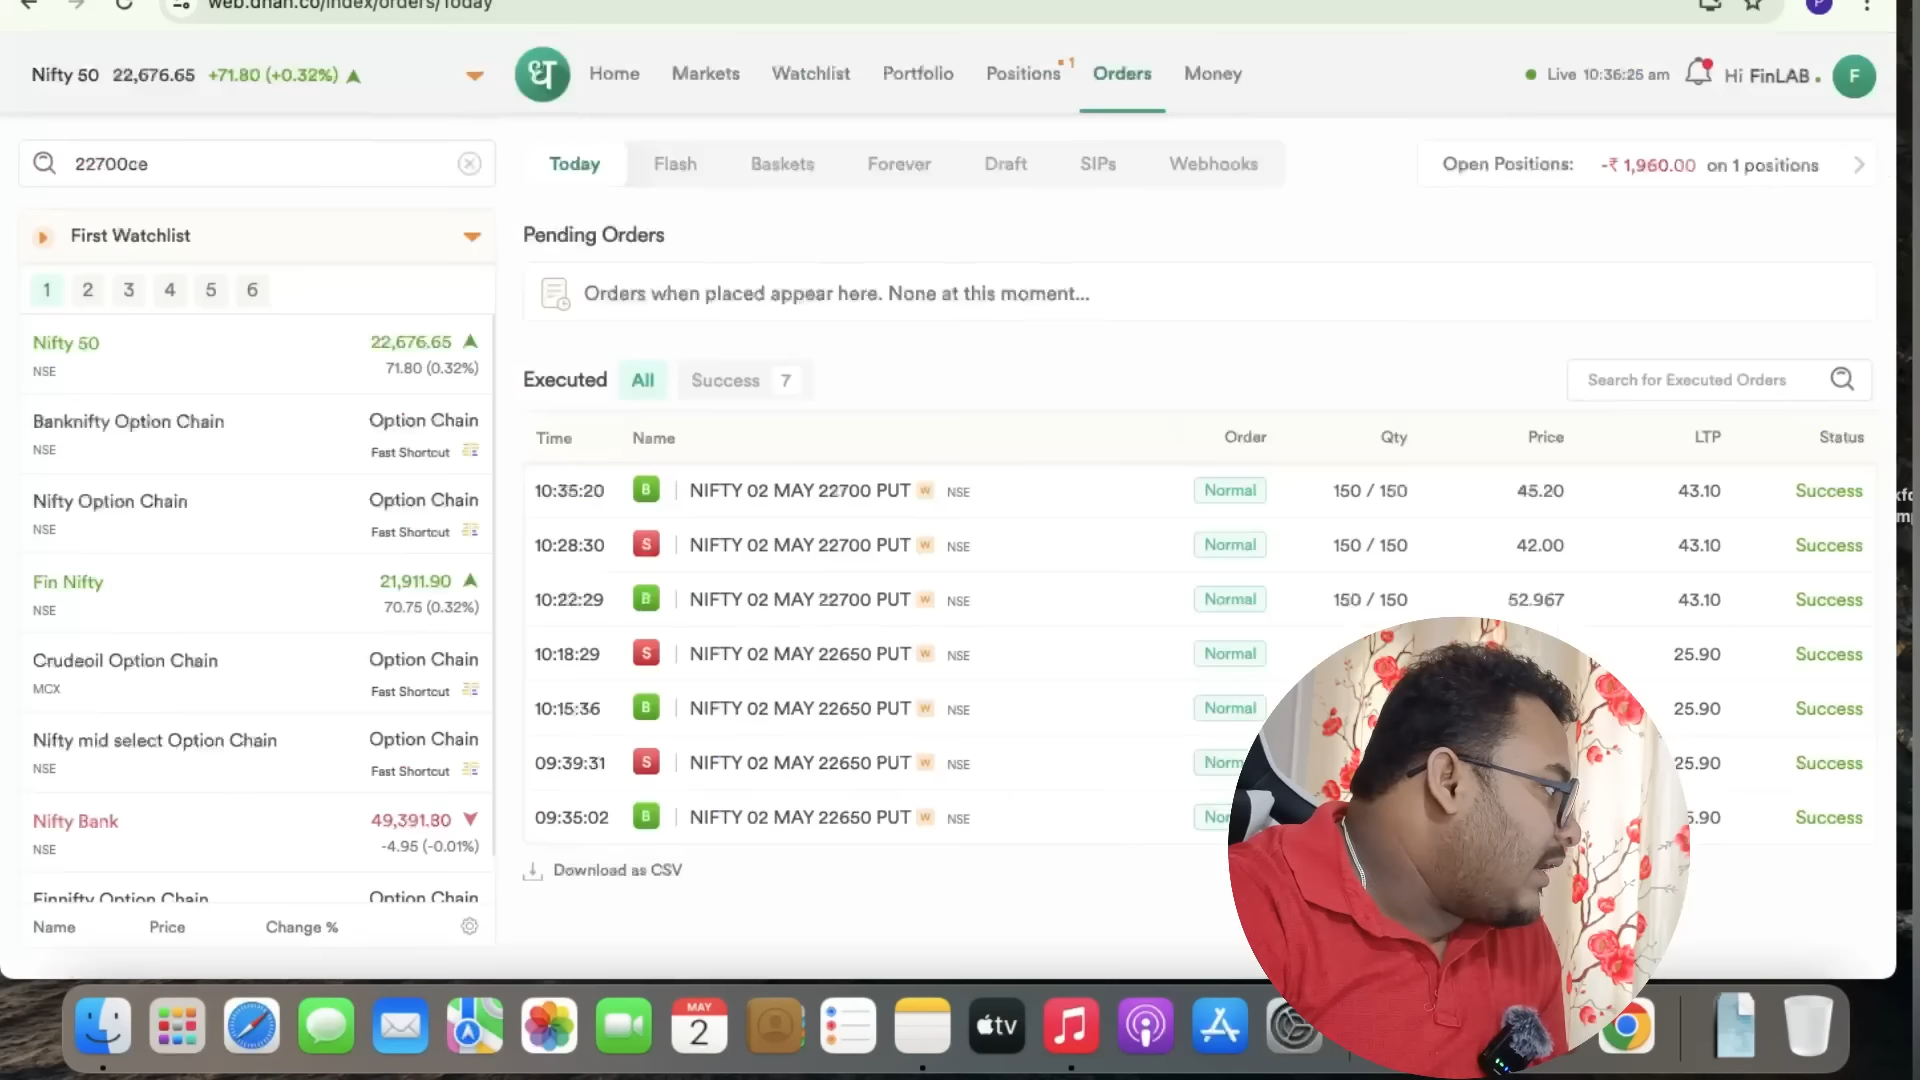 web.dhan.co/index/orders/Today
Nifty 50 22,676.65 +71.80 (+0.32%)
ध
Home Markets Watchlist Portfolio Positions 1 Orders Money
Live 10:36:25 am Hi FinLAB. F
22700ce
Today Flash Baskets Forever Draft SIPs Webhooks
Open Positions: -₹ 1,960.00 on 1 positions
First Watchlist
1 2 3 4 5 6
Nifty 50 22,676.65
NSE 71.80 (0.32%)
Banknifty Option Chain Option Chain
NSE Fast Shortcut
Nifty Option Chain Option Chain
NSE Fast Shortcut
Fin Nifty 21,911.90
NSE 70.75 (0.32%)
Crudeoil Option Chain Option Chain
MCX Fast Shortcut
Nifty mid select Option Chain Option Chain
NSE Fast Shortcut
Nifty Bank 49,391.80
NSE -4.95 (-0.01%)
Finnifty Option Chain Option Chain
Name Price Change %
Pending Orders
Orders when placed appear here. None at this moment...
Executed All Success 7
Search for Executed Orders
Time Name Order Qty Price LTP Status
10:35:20 B NIFTY 02 MAY 22700 PUT W NSE Normal 150 / 150 45.20 43.10 Success
10:28:30 S NIFTY 02 MAY 22700 PUT W NSE Normal 150 / 150 42.00 43.10 Success
10:22:29 B NIFTY 02 MAY 22700 PUT W NSE Normal 150 / 150 52.967 43.10 Success
10:18:29 S NIFTY 02 MAY 22650 PUT W NSE Normal 25.90 Success
10:15:36 B NIFTY 02 MAY 22650 PUT W NSE Normal 25.90 Success
09:39:31 S NIFTY 02 MAY 22650 PUT W NSE Norm 25.90 Success
09:35:02 B NIFTY 02 MAY 22650 PUT W NSE Nor 5.90 Success
Download as CSV
MAY
2
tv